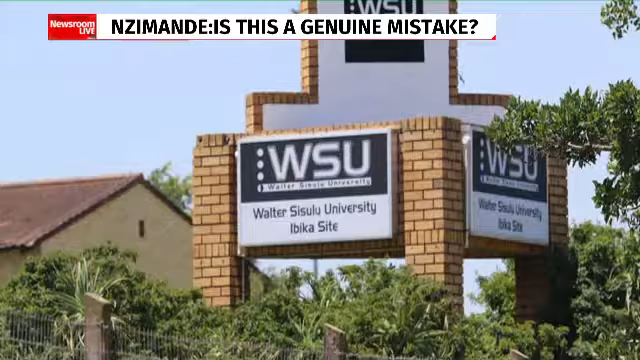 Newsroom
LIVE
NZIMANDE:IS THIS A GENUINE MISTAKE?
WSU
WSU
Walter Sisulu University
Walter Sisulu University
Ibika Site
WSU
Walter Sisulu University
Walter Sisulu University
Ibika Site